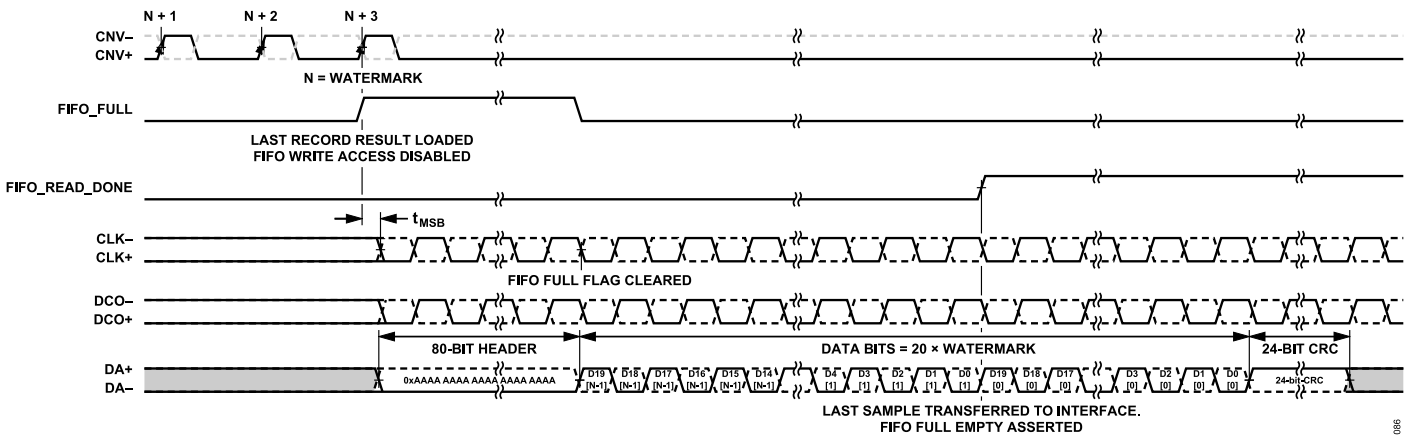 N + 1 N + 2 N + 3
CNV–
CNV+
N = WATERMARK
FIFO_FULL
LAST RECORD RESULT LOADED
FIFO WRITE ACCESS DISABLED
FIFO_READ_DONE
tMSB
CLK–
CLK+
FIFO FULL FLAG CLEARED
DCO–
DCO+
80-BIT HEADER DATA BITS = 20 × WATERMARK 24-BIT CRC
DA+
DA–
0xAAAA AAAA AAAA AAAA AAAA
D19 D18 D17 D16 D15 D14 D4 D3 D2 D1 D0 D19 D18 D17 D3 D2 D1 D0
[N-1] [N-1] [N-1] [N-1] [N-1] [N-1] [1] [1] [1] [1] [1] [0] [0] [0] [0] [0] [0] [0]
24-bit-CRC
LAST SAMPLE TRANSFERRED TO INTERFACE.
FIFO FULL EMPTY ASSERTED
086